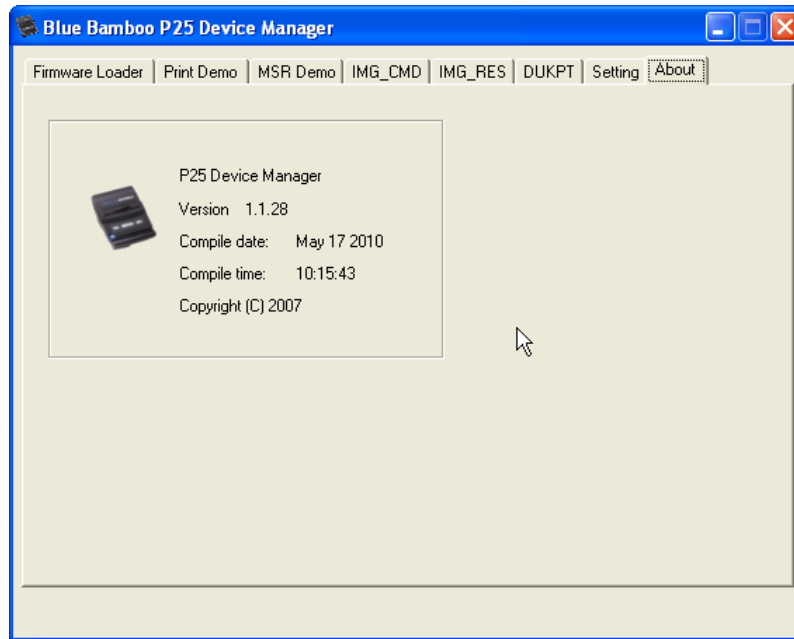 Blue Bamboo P25 Device Manager
Firmware Loader Print Demo MSR Demo IMG_CMD IMG_RES DUKPT Setting About
P25 Device Manager
Version 1.1.28
Compile date: May 17 2010
Compile time: 10:15:43
Copyright (C) 2007